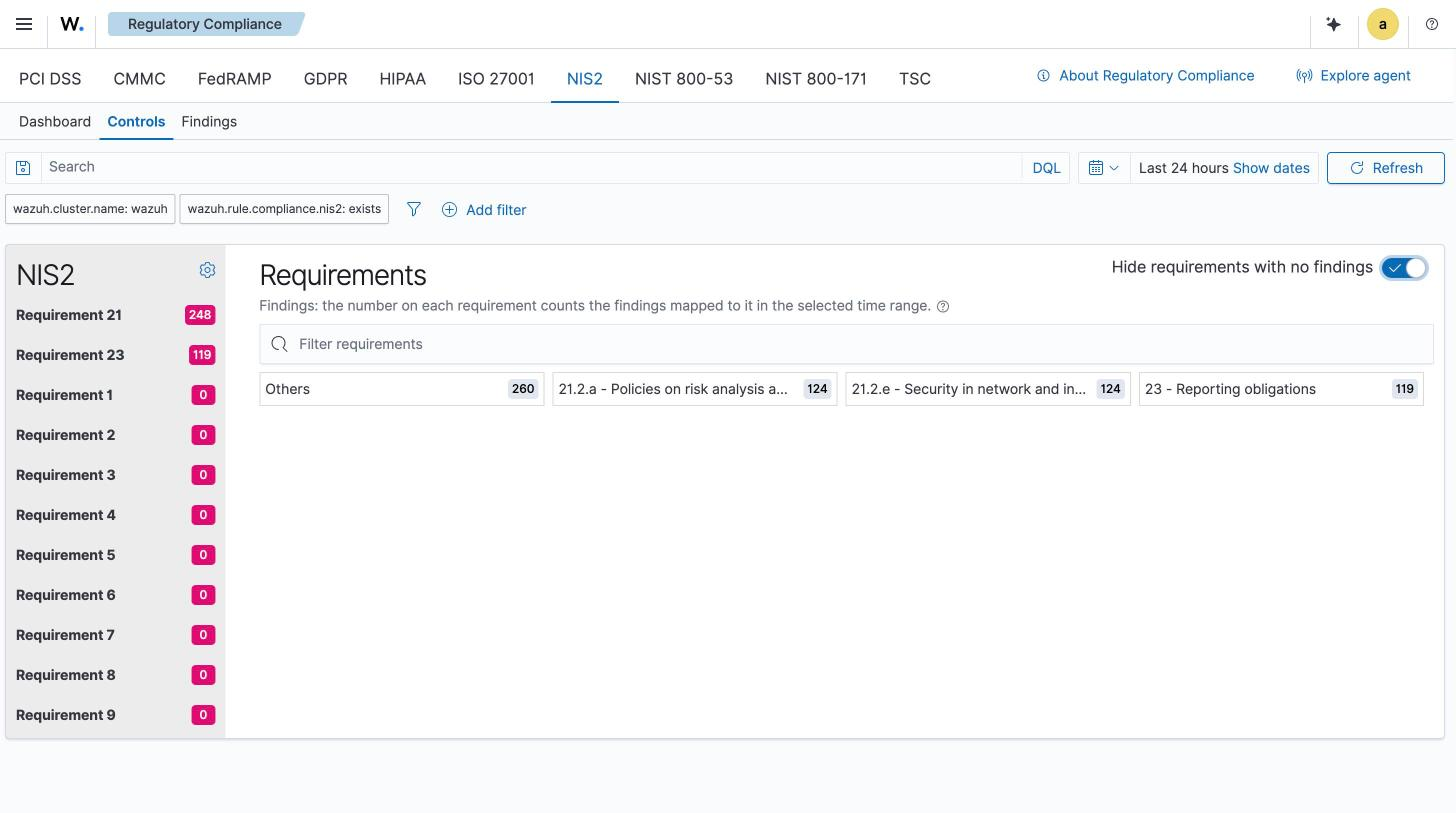 W. Regulatory Compliance a
PCI DSS CMMC FedRAMP GDPR HIPAA ISO 27001 NIS2 NIST 800-53 NIST 800-171 TSC About Regulatory Compliance Explore agent
Dashboard Controls Findings
Search DQL Last 24 hours Show dates Refresh
wazuh.cluster.name: wazuh wazuh.rule.compliance.nis2: exists Add filter
NIS2
Requirement 21 248
Requirement 23 119
Requirement 1 0
Requirement 2 0
Requirement 3 0
Requirement 4 0
Requirement 5 0
Requirement 6 0
Requirement 7 0
Requirement 8 0
Requirement 9 0
Requirements Hide requirements with no findings
Findings: the number on each requirement counts the findings mapped to it in the selected time range.
Filter requirements
Others 260 21.2.a - Policies on risk analysis a... 124 21.2.e - Security in network and in... 124 23 - Reporting obligations 119